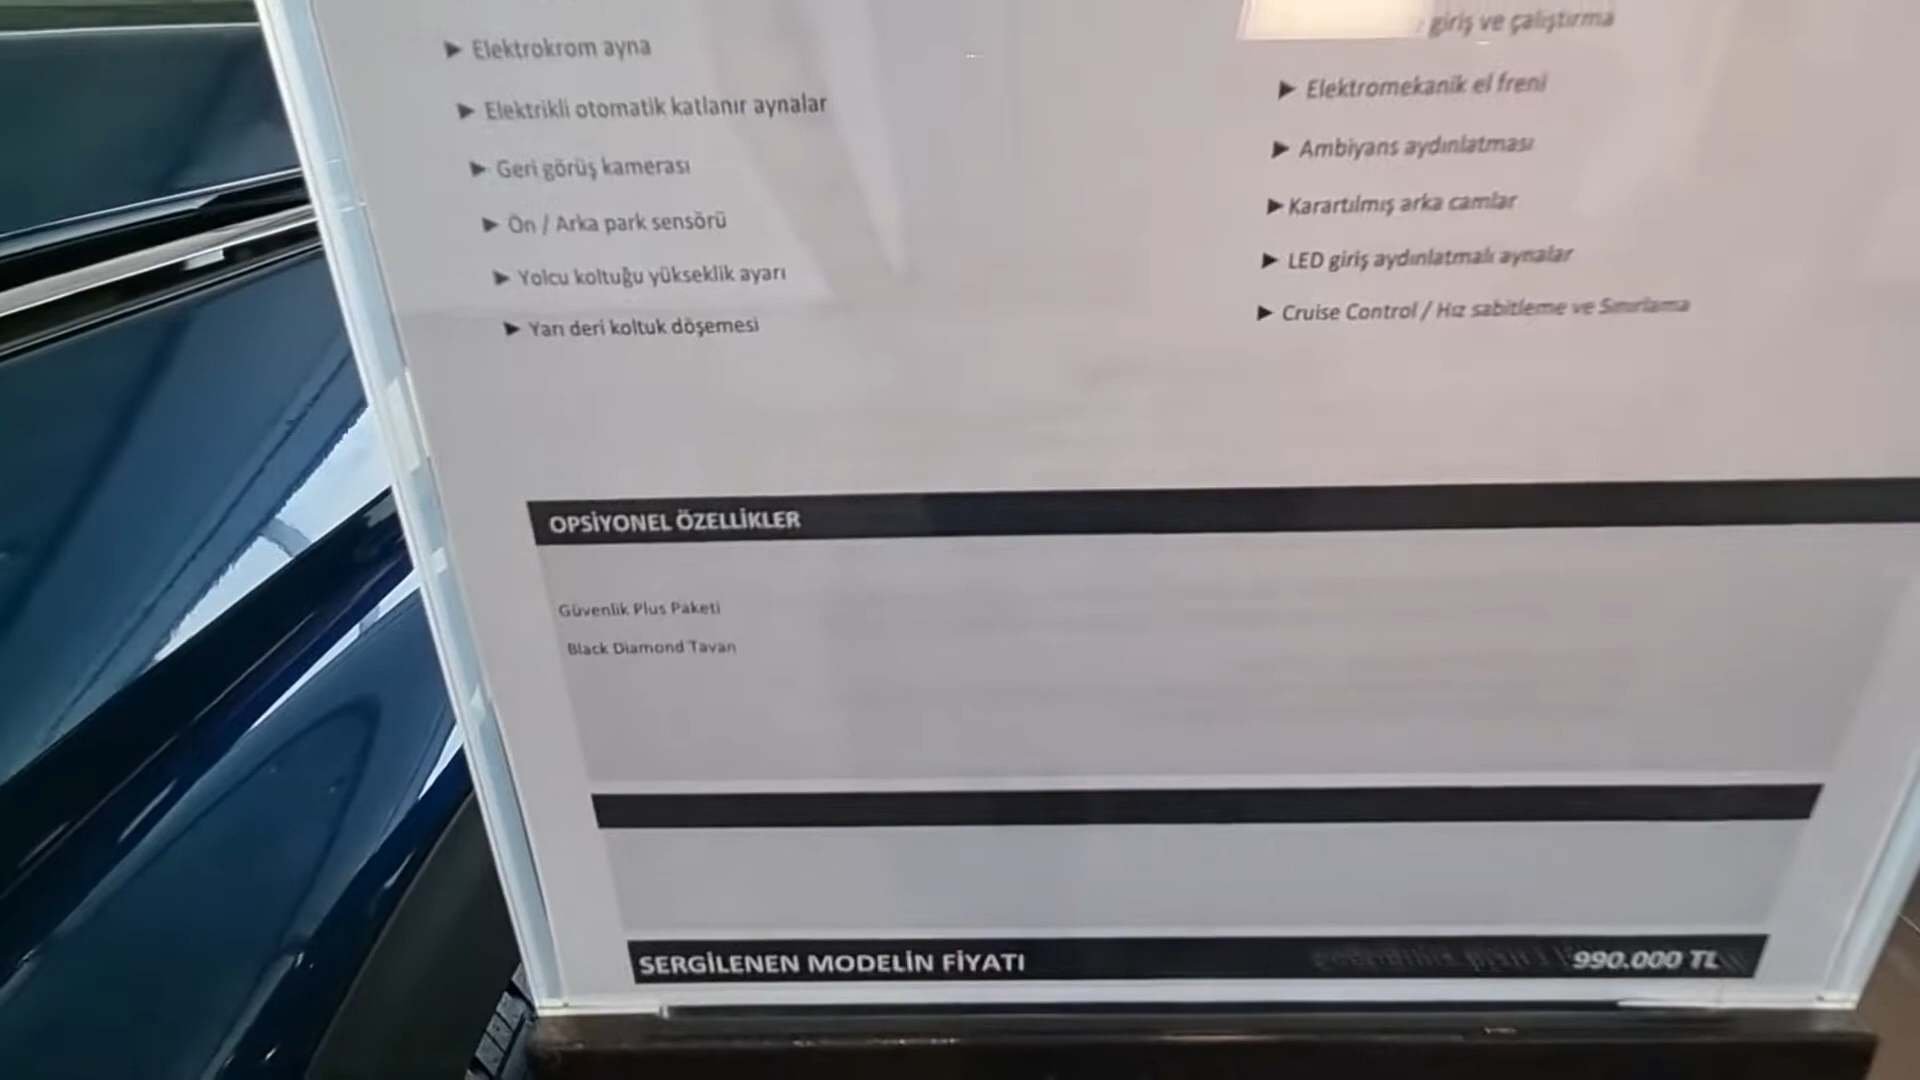 ► Elektrokrom ayna
► Elektrikli otomatik katlanır aynalar
► Geri görüş kamerası
► Ön / Arka park sensörü
► Yolcu koltuğu yükseklik ayarı
► Yarı deri koltuk döşemesi
giriş ve çalıştırma
► Elektromekanik el freni
► Ambiyans aydınlatması
► Karartılmış arka camlar
► LED giriş aydınlatmalı aynalar
► Cruise Control / Hız sabitleme ve Sınırlama
OPSİYONEL ÖZELLİKLER
Güvenlik Plus Paketi
Black Diamond Tavan
SERGİLENEN MODELİN FİYATI 990.000 TL